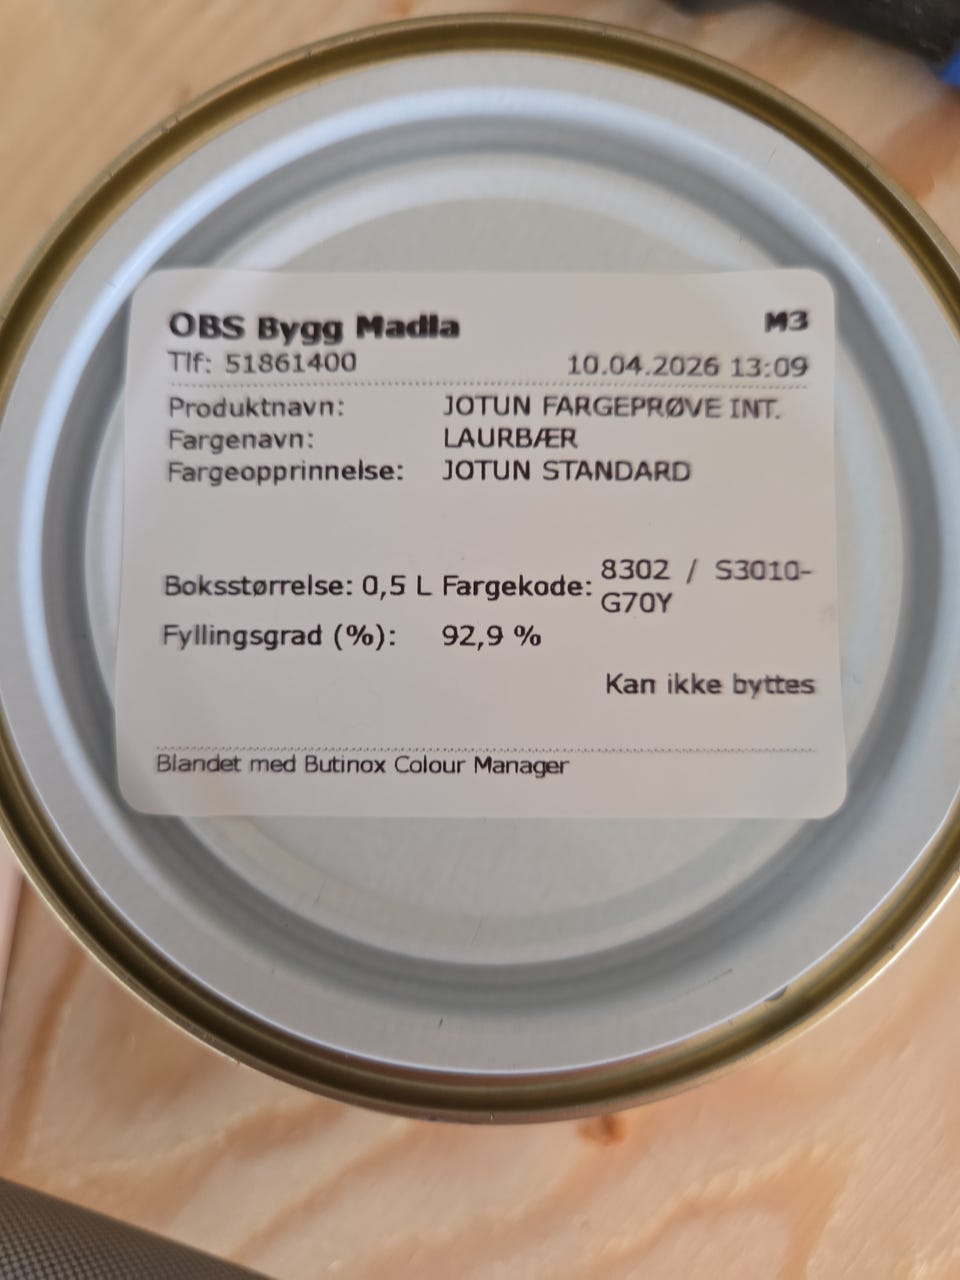 OBS Bygg Madla M3
Tlf: 51861400 10.04.2026 13:09
Produktnavn: JOTUN FARGEPRØVE INT.
Fargenavn: LAURBÆR
Fargeopprinnelse: JOTUN STANDARD
Boksstørrelse: 0,5 L Fargekode: 8302 / S3010-
G70Y
Fyllingsgrad (%): 92,9 %
Kan ikke byttes
Blandet med Butinox Colour Manager